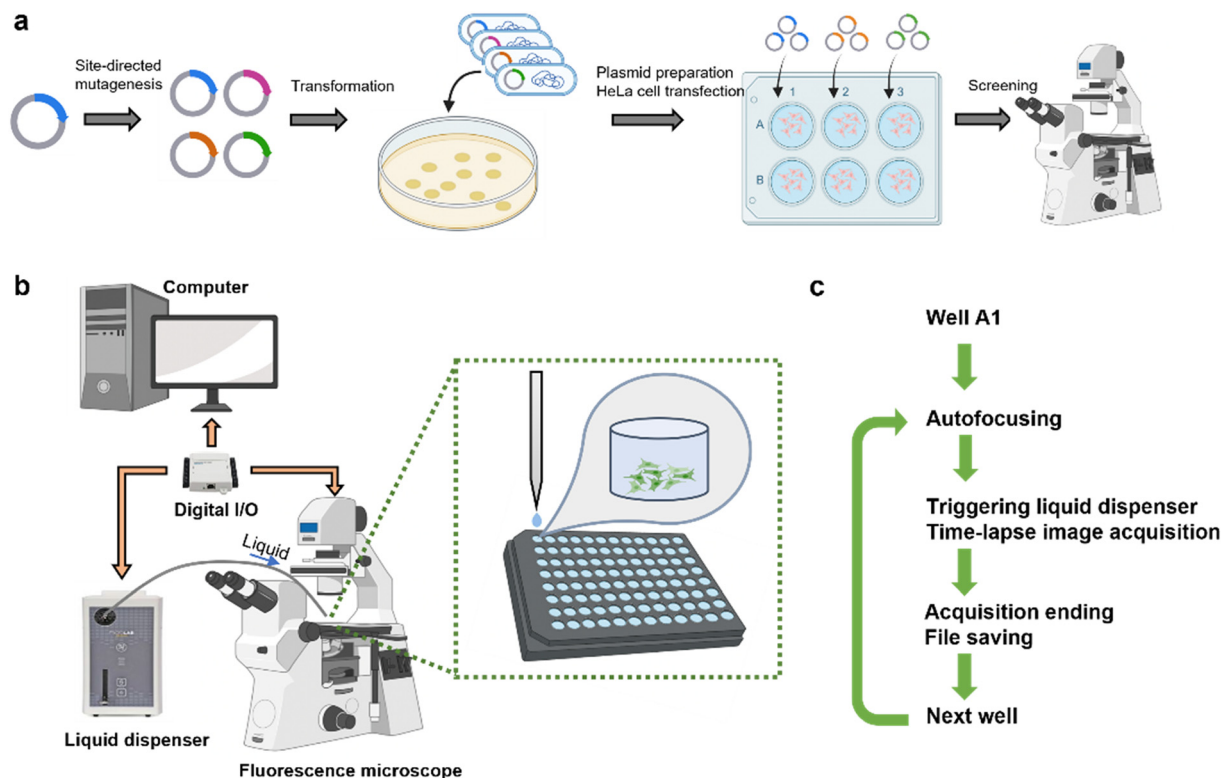 a
Site-directed
mutagenesis
Transformation
Plasmid preparation
HeLa cell transfection
1 2 3
A
B
Screening
b
Computer
Digital I/O
Liquid
Liquid dispenser
Fluorescence microscope
c
Well A1
Autofocusing
Triggering liquid dispenser
Time-lapse image acquisition
Acquisition ending
File saving
Next well